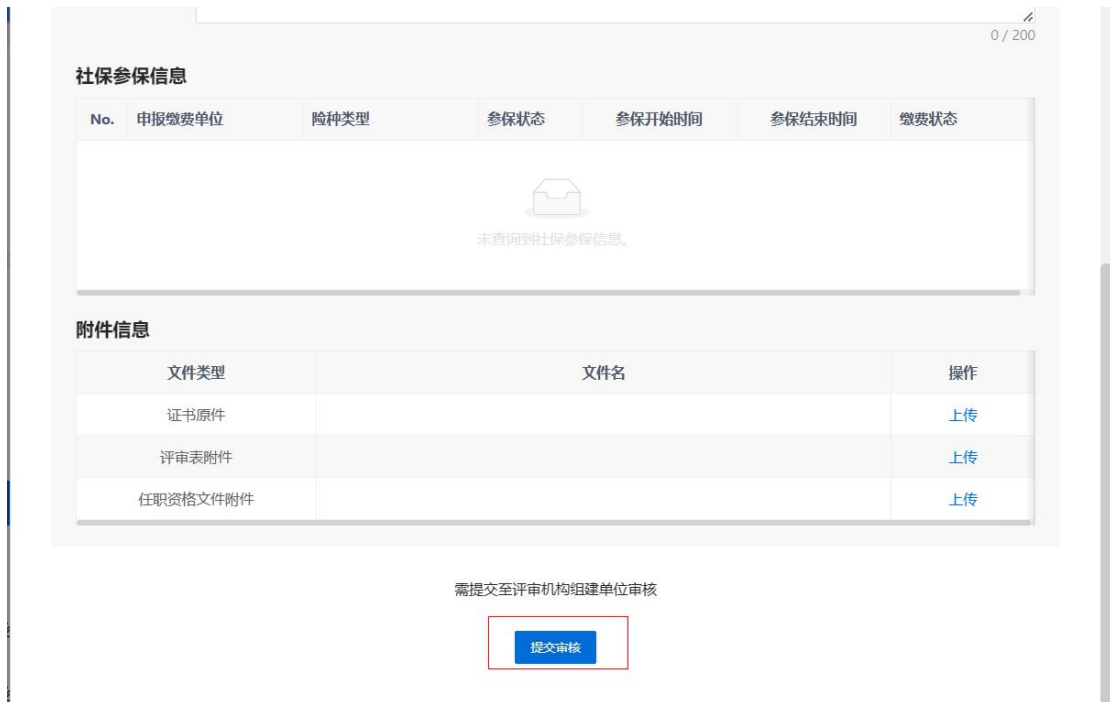 0 / 200
社保参保信息
No. 申报缴费单位 险种类型 参保状态 参保开始时间 参保结束时间 缴费状态
未查询到社保参保信息。
附件信息
文件类型 文件名 操作
证书原件 上传
评审表附件 上传
任职资格文件附件 上传
需提交至评审机构组建单位审核
提交审核